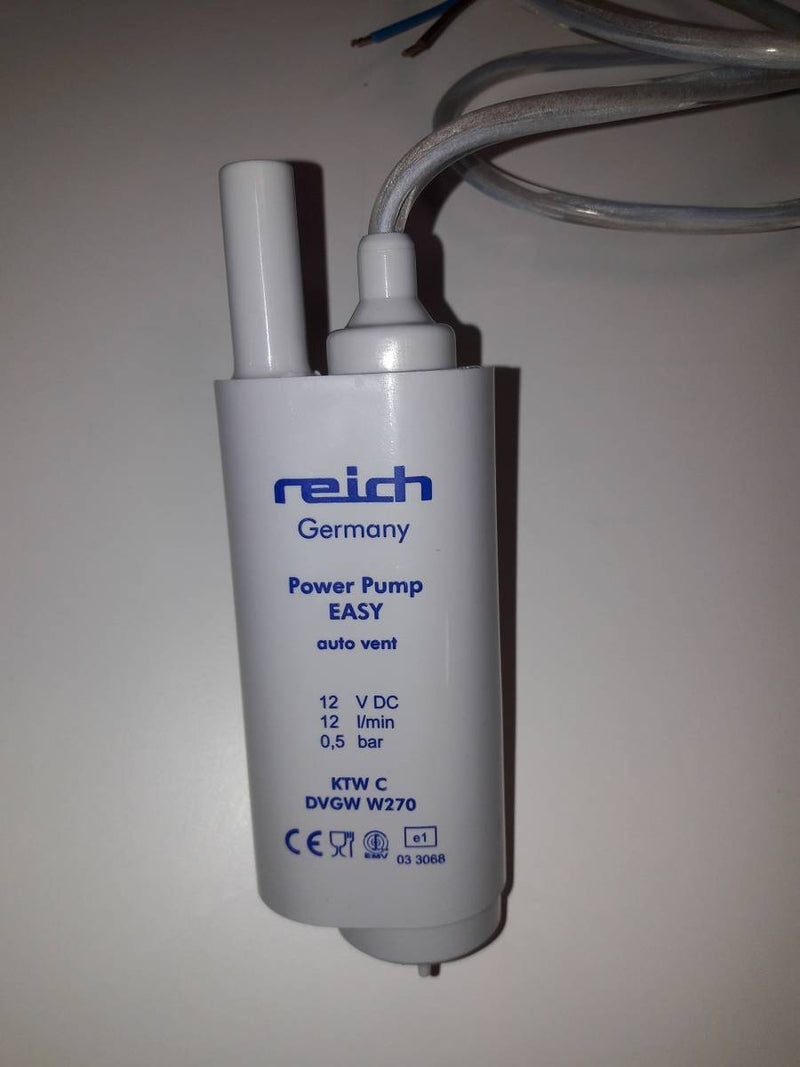 reich
Germany
Power Pump
EASY
auto vent
12 V DC
12 l/min
0,5 bar
KTW C
DVGW W270
CE EMV e1
03 3068